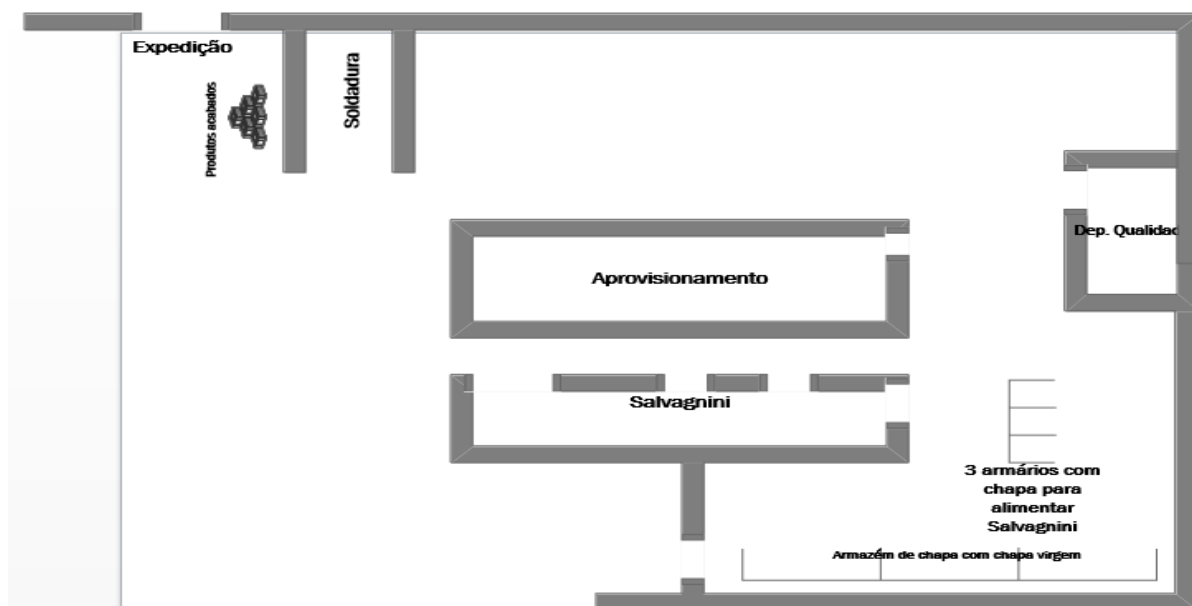 Expedição
Produtos acabados
Soldadura
Dep. Qualidad
Aprovisionamento
Salvagnini
3 armários com
chapa para
alimentar
Salvagnini
Armazém de chapa com chapa virgem